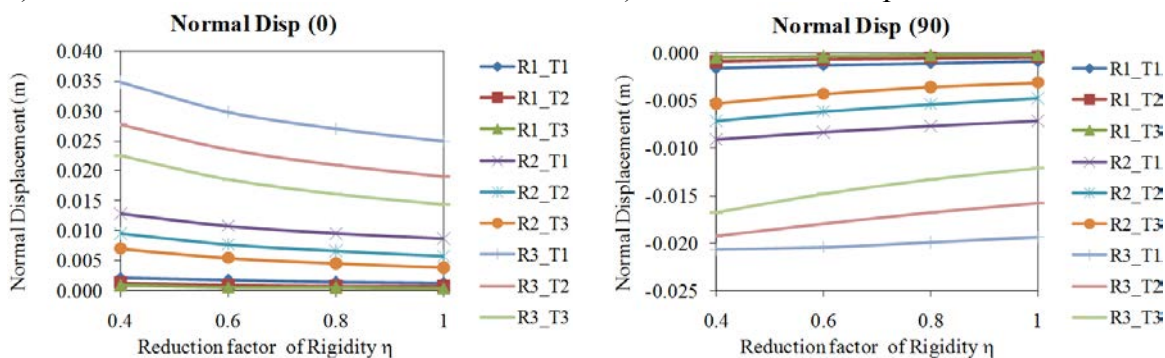 Normal Disp (0)
Normal Displacement (m)
0.040
0.035
0.030
0.025
0.020
0.015
0.010
0.005
0.000
0.4 0.6 0.8 1
Reduction factor of Rigidity η
R1_T1
R1_T2
R1_T3
R2_T1
R2_T2
R2_T3
R3_T1
R3_T2
R3_T3
Normal Disp (90)
Normal Displacement (m)
0.000
-0.005
-0.010
-0.015
-0.020
-0.025
0.4 0.6 0.8 1
Reduction factor of Rigidity η
R1_T1
R1_T2
R1_T3
R2_T1
R2_T2
R2_T3
R3_T1
R3_T2
R3_T3